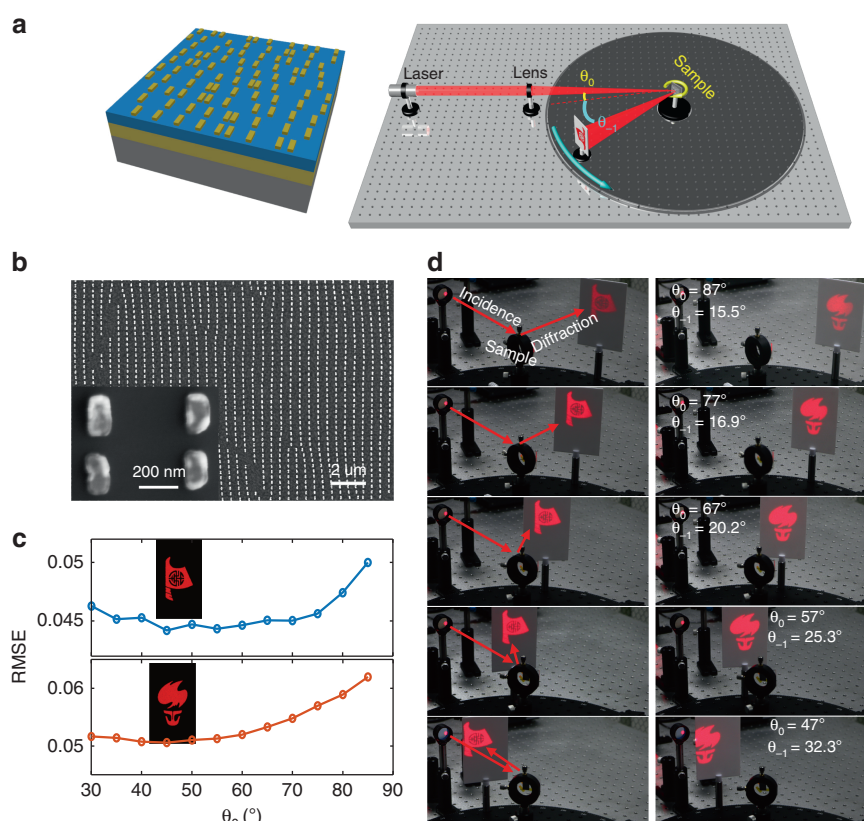 a
Laser
Lens
θ0
Sample
θ−1
b
200 nm
2 um
c
0.05
0.045
RMSE
0.06
0.05
30 40 50 60 70 80 90
θ0 (°)
d
Incidence
Sample
Diffraction
θ0 = 87°
θ−1 = 15.5°
θ0 = 77°
θ−1 = 16.9°
θ0 = 67°
θ−1 = 20.2°
θ0 = 57°
θ−1 = 25.3°
θ0 = 47°
θ−1 = 32.3°